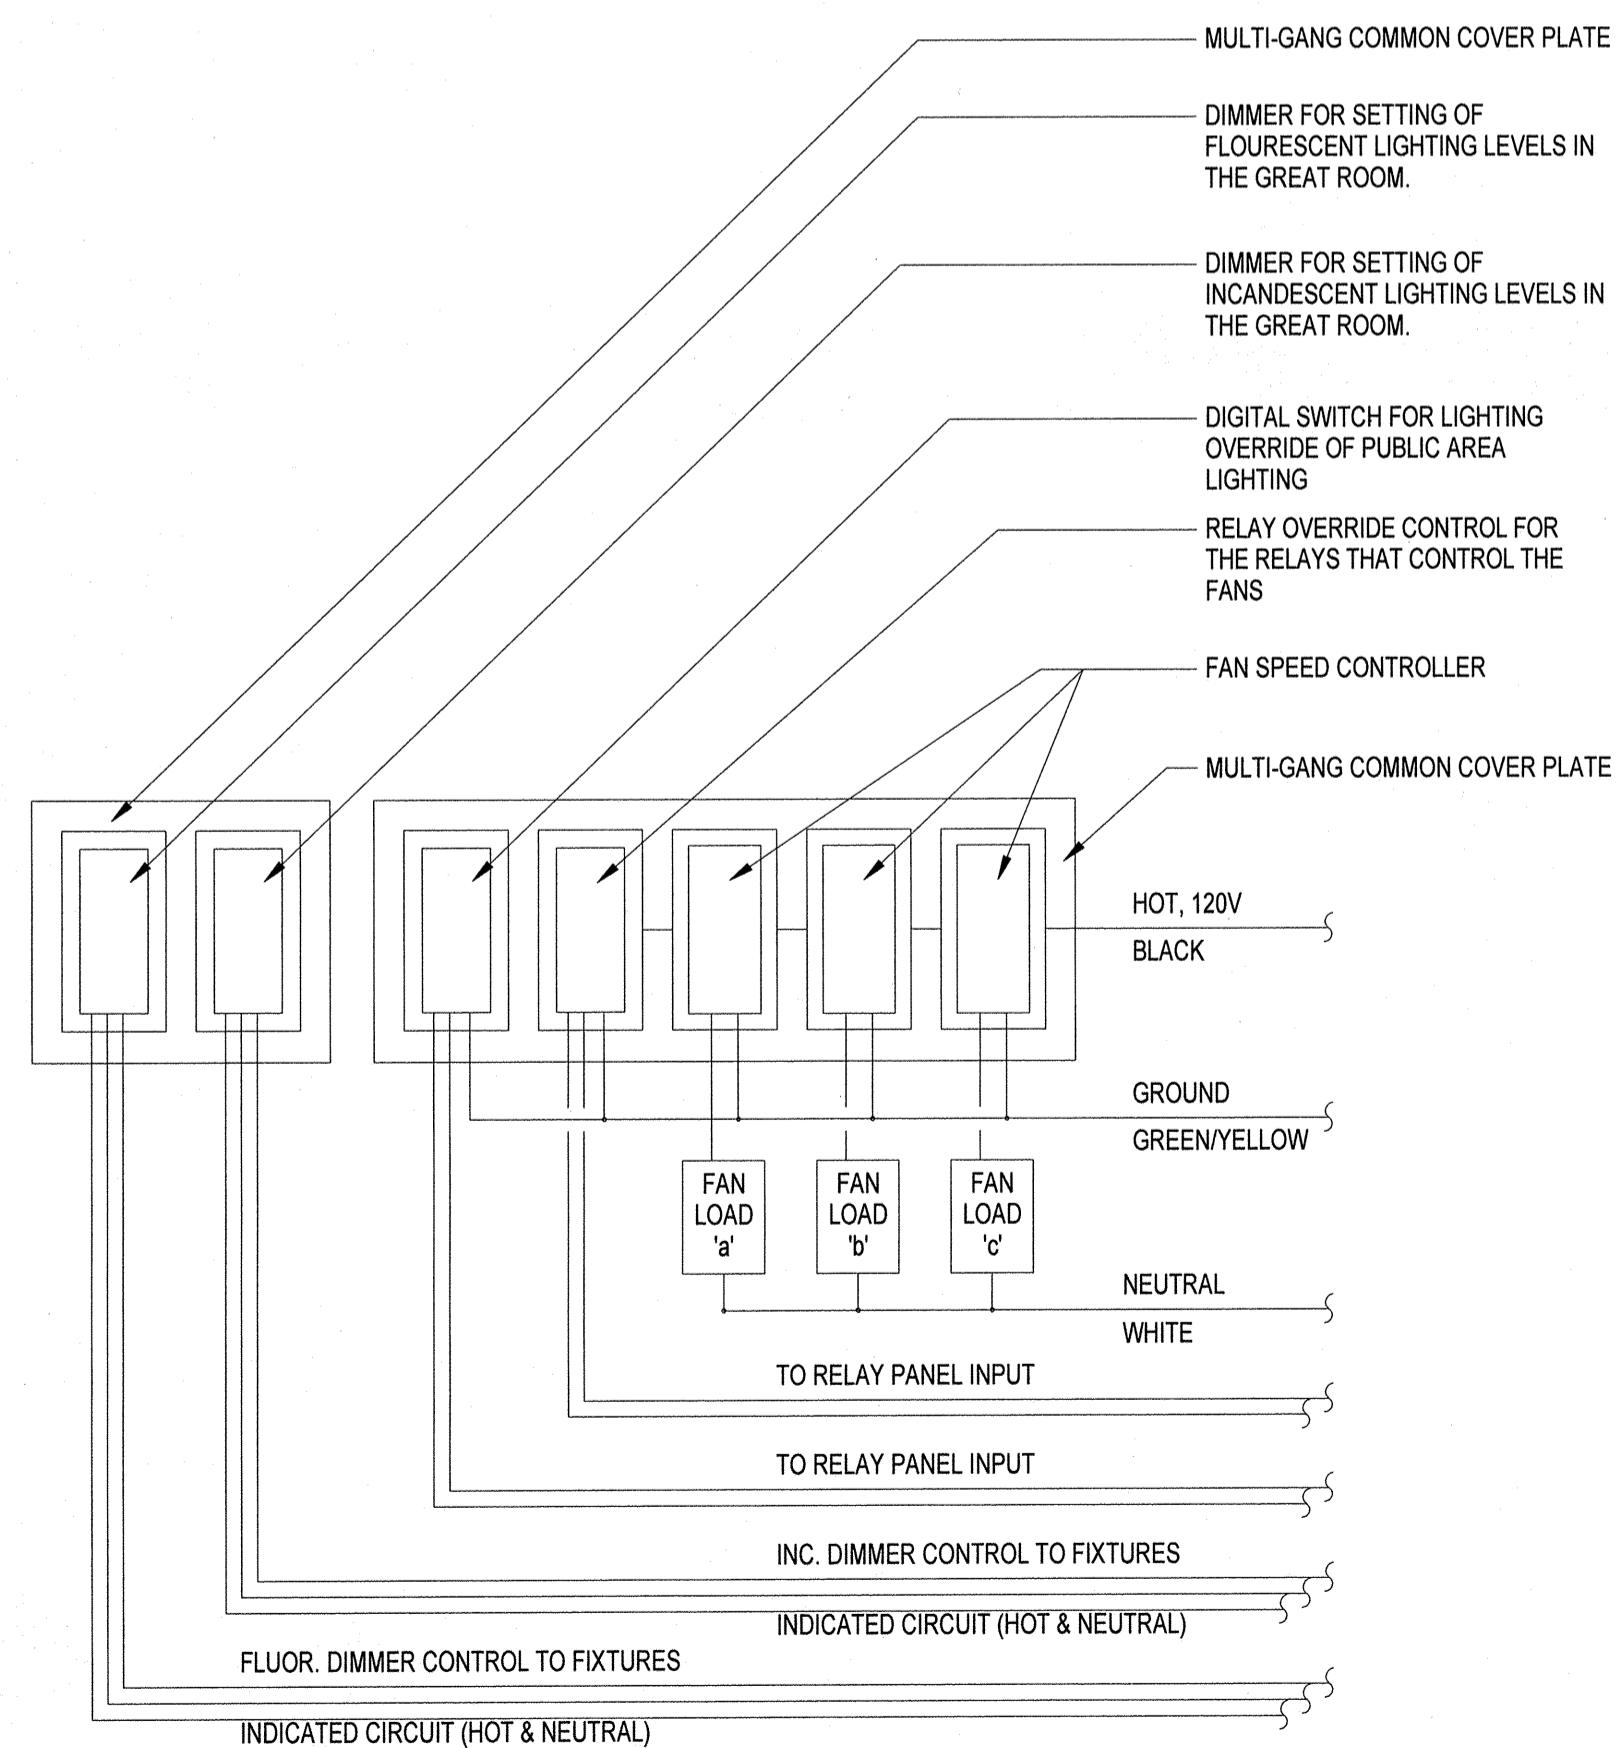 MULTI-GANG COMMON COVER PLATE
DIMMER FOR SETTING OF
FLOURESCENT LIGHTING LEVELS IN
THE GREAT ROOM.
DIMMER FOR SETTING OF
INCANDESCENT LIGHTING LEVELS IN
THE GREAT ROOM.
DIGITAL SWITCH FOR LIGHTING
OVERRIDE OF PUBLIC AREA
LIGHTING
RELAY OVERRIDE CONTROL FOR
THE RELAYS THAT CONTROL THE
FANS
FAN SPEED CONTROLLER
MULTI-GANG COMMON COVER PLATE
HOT, 120V
BLACK
GROUND
GREEN/YELLOW
FAN
LOAD
'a'
FAN
LOAD
'b'
FAN
LOAD
'c'
NEUTRAL
WHITE
TO RELAY PANEL INPUT
TO RELAY PANEL INPUT
INC. DIMMER CONTROL TO FIXTURES
INDICATED CIRCUIT (HOT & NEUTRAL)
FLUOR. DIMMER CONTROL TO FIXTURES
INDICATED CIRCUIT (HOT & NEUTRAL)